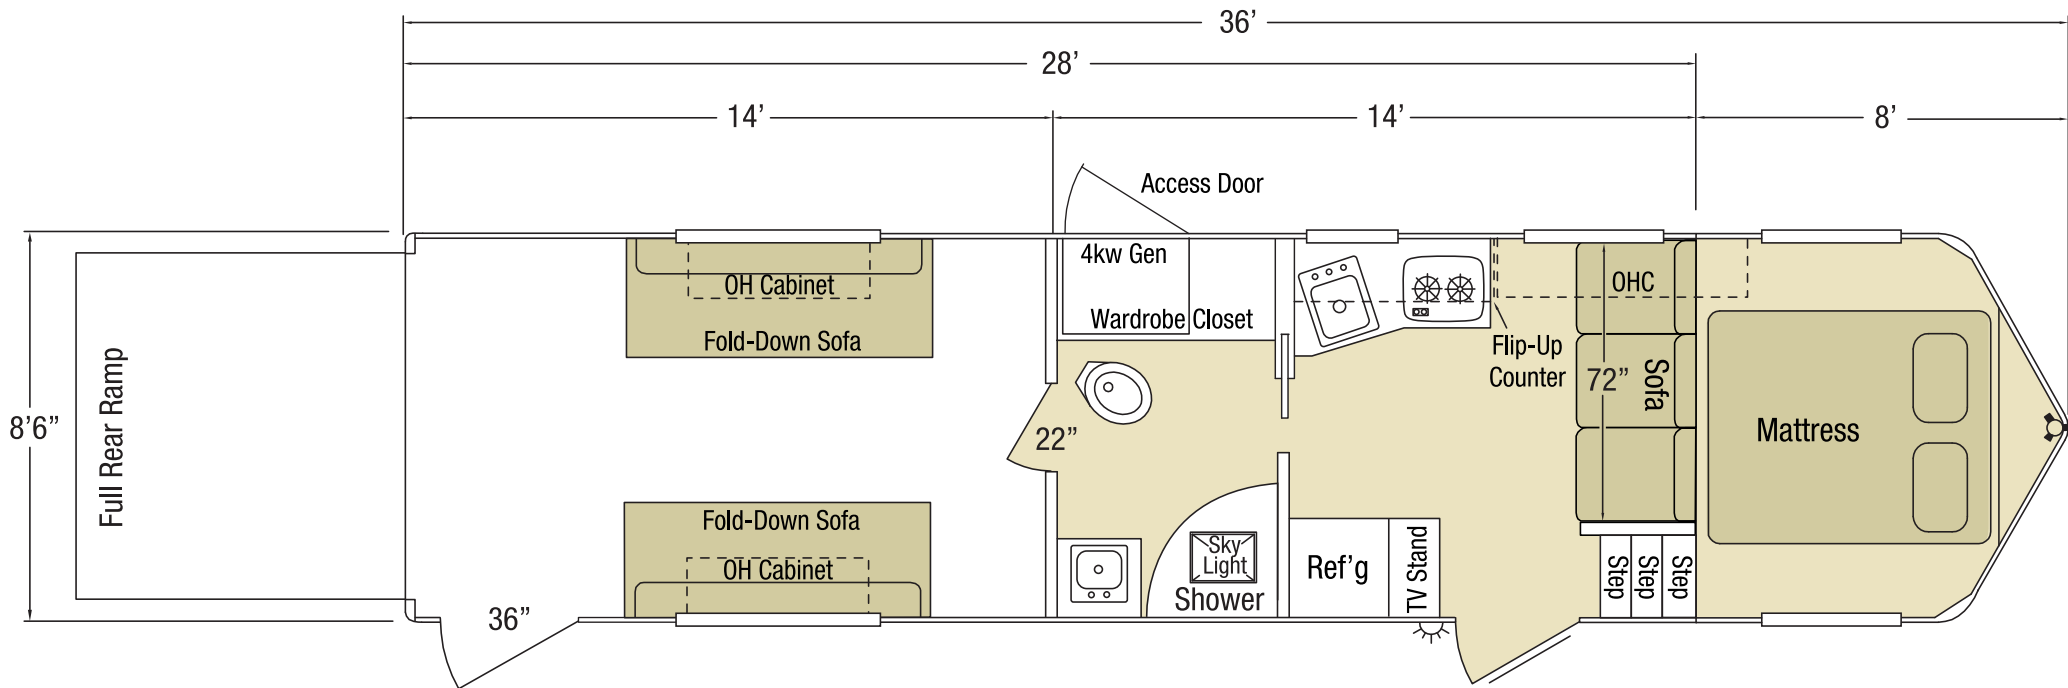 36’
28’
14’
14’
8’
Access Door
8’6”
Full Rear Ramp
OH Cabinet
Fold-Down Sofa
4kw Gen
Wardrobe Closet
OHC
Flip-Up
Counter
72”
Sofa
Mattress
22”
Fold-Down Sofa
OH Cabinet
36”
Sky
Light
Shower
Ref’g
TV Stand
Step
Step
Step